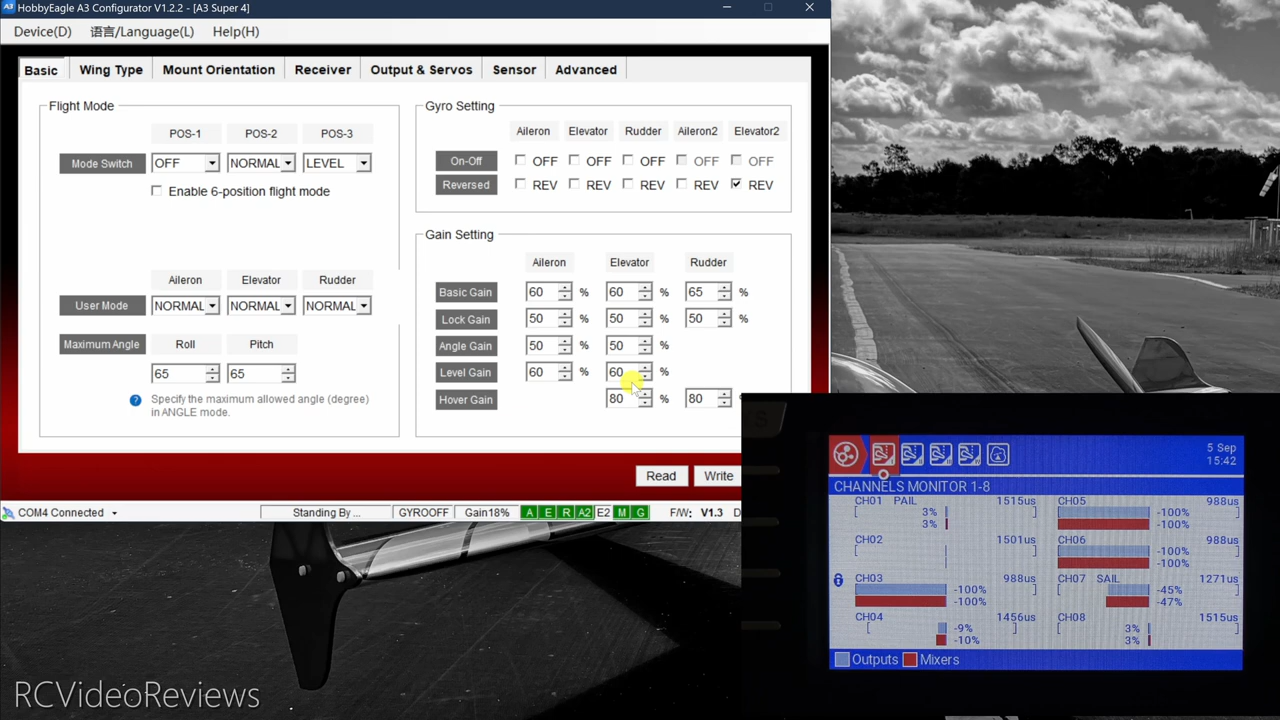 A3 HobbyEagle A3 Configurator V1.2.2 - [A3 Super 4]
Device(D) 语言/Language(L) Help(H)
Basic Wing Type Mount Orientation Receiver Output & Servos Sensor Advanced
Flight Mode
POS-1 POS-2 POS-3
Mode Switch OFF NORMAL LEVEL
Enable 6-position flight mode
Aileron Elevator Rudder
User Mode NORMAL NORMAL NORMAL
Maximum Angle Roll Pitch
65 65
? Specify the maximum allowed angle (degree)
in ANGLE mode.
Gyro Setting
Aileron Elevator Rudder Aileron2 Elevator2
On-Off OFF OFF OFF OFF OFF
Reversed REV REV REV REV REV
Gain Setting
Aileron Elevator Rudder
Basic Gain 60 % 60 % 65 %
Lock Gain 50 % 50 % 50 %
Angle Gain 50 % 50 %
Level Gain 60 % 60 %
Hover Gain 80 % 80
Read Write
COM4 Connected Standing By ... GYROOFF Gain18% A E R A2 E2 M G F/W: V1.3 D
5 Sep
15:42
CHANNELS MONITOR 1-8
CH01 PAIL 1515us
3%
3%
CH02 1501us
CH03 988us
-100%
-100%
CH04 1456us
-9%
-10%
CH05 988us
-100%
-100%
CH06 988us
-100%
-100%
CH07 SAIL 1271us
-45%
-47%
CH08 1515us
3%
3%
Outputs Mixers
RCVideoReviews